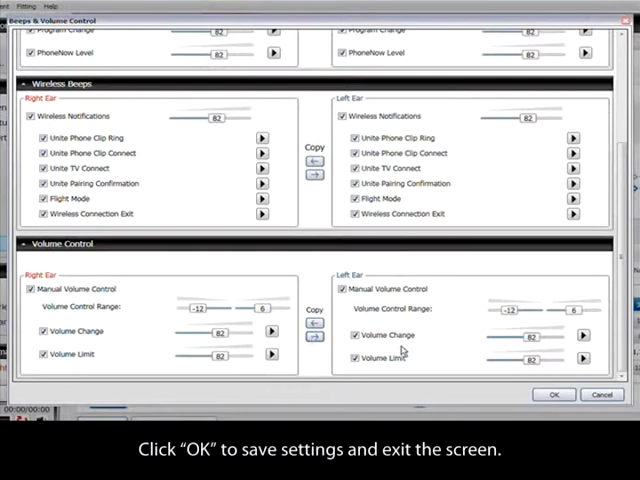 Fitting Help
Beeps & Volume Control
Program Change 82 Program Change 82
PhoneNow Level 82 PhoneNow Level 82
Wireless Beeps
Right Ear Left Ear
Wireless Notifications 82 Wireless Notifications 82
Unite Phone Clip Ring Unite Phone Clip Ring
Copy
Unite Phone Clip Connect Unite Phone Clip Connect
Unite TV Connect Unite TV Connect
Unite Pairing Confirmation Unite Pairing Confirmation
Flight Mode Flight Mode
Wireless Connection Exit Wireless Connection Exit
Volume Control
Right Ear Left Ear
Manual Volume Control Manual Volume Control
Volume Control Range: -12 6 Copy Volume Control Range: -12 6
Volume Change 82 Volume Change 82
Volume Limit 82 Volume Limit 82
OK Cancel
00:00/00:00
Click “OK” to save settings and exit the screen.